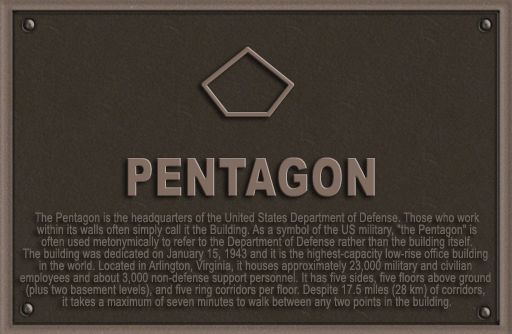 PENTAGON
The Pentagon is the headquarters of the United States Department of Defense. Those who work
within its walls often simply call it the Building. As a symbol of the US military, "the Pentagon" is
often used metonymically to refer to the Department of Defense rather than the building itself.
The building was dedicated on January 15, 1943 and it is the highest-capacity low-rise office building
in the world. Located in Arlington, Virginia, it houses approximately 23,000 military and civilian
employees and about 3,000 non-defense support personnel. It has five sides, five floors above ground
(plus two basement levels), and five ring corridors per floor. Despite 17.5 miles (28 km) of corridors,
it takes a maximum of seven minutes to walk between any two points in the building.